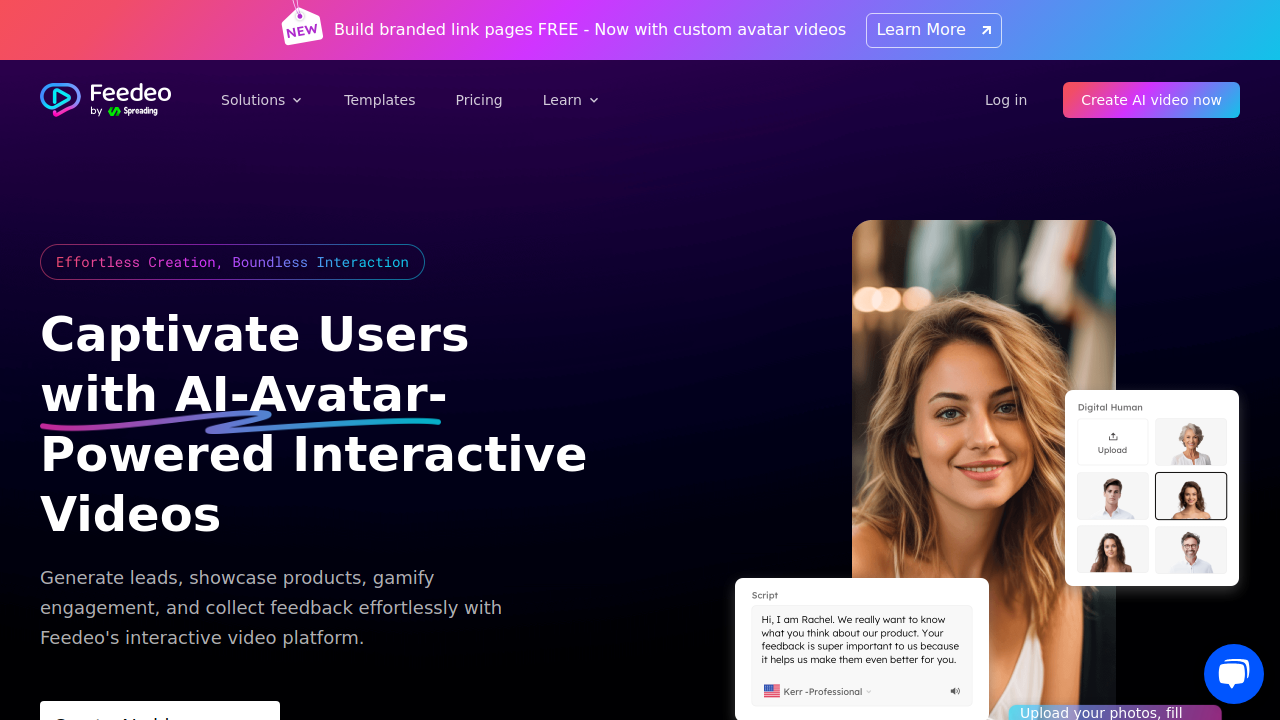 NEW
Build branded link pages FREE - Now with custom avatar videos
Learn More
Feedeo
by Spreading
Solutions
Templates
Pricing
Learn
Log in
Create AI video now
Effortless Creation, Boundless Interaction
Captivate Users
with AI-Avatar-
Powered Interactive
Videos
Generate leads, showcase products, gamify
engagement, and collect feedback effortlessly with
Feedeo's interactive video platform.
Digital Human
Upload
Script
Hi, I am Rachel. We really want to know
what you think about our product. Your
feedback is super important to us because
it helps us make them even better for you.
Kerr -Professional
Upload your photos, fill